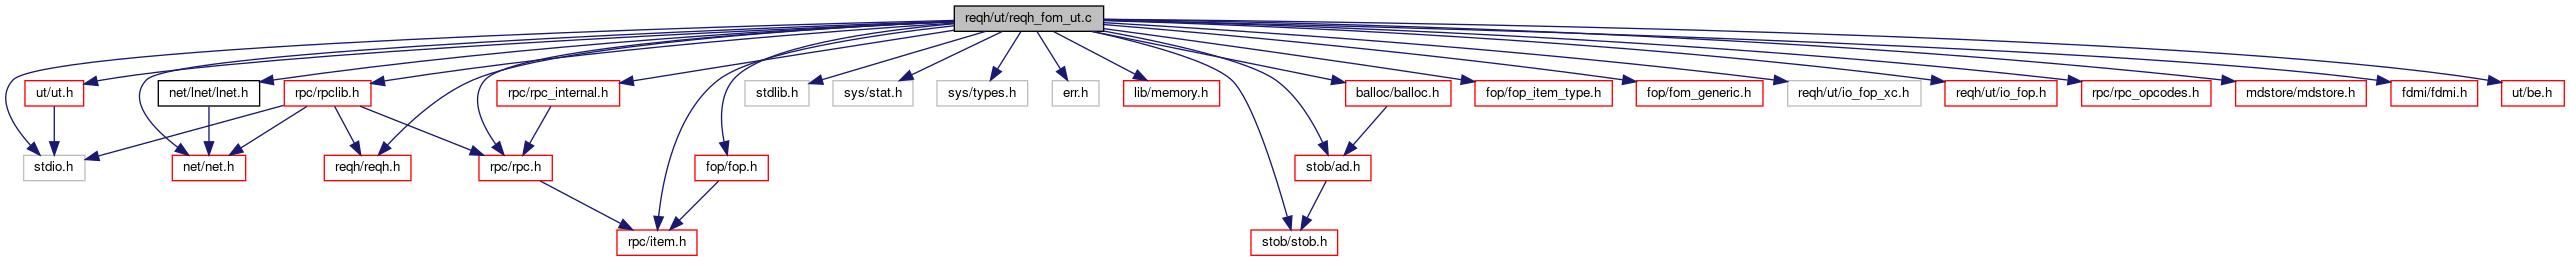 reqh/ut/reqh_fom_ut.c
ut/ut.h
net/lnet/lnet.h
rpc/rpclib.h
rpc/rpc_internal.h
stdlib.h
sys/stat.h
sys/types.h
err.h
lib/memory.h
balloc/balloc.h
fop/fop_item_type.h
fop/fom_generic.h
reqh/ut/io_fop_xc.h
reqh/ut/io_fop.h
rpc/rpc_opcodes.h
mdstore/mdstore.h
fdmi/fdmi.h
ut/be.h
stdio.h
net/net.h
reqh/reqh.h
rpc/rpc.h
fop/fop.h
stob/ad.h
rpc/item.h
stob/stob.h